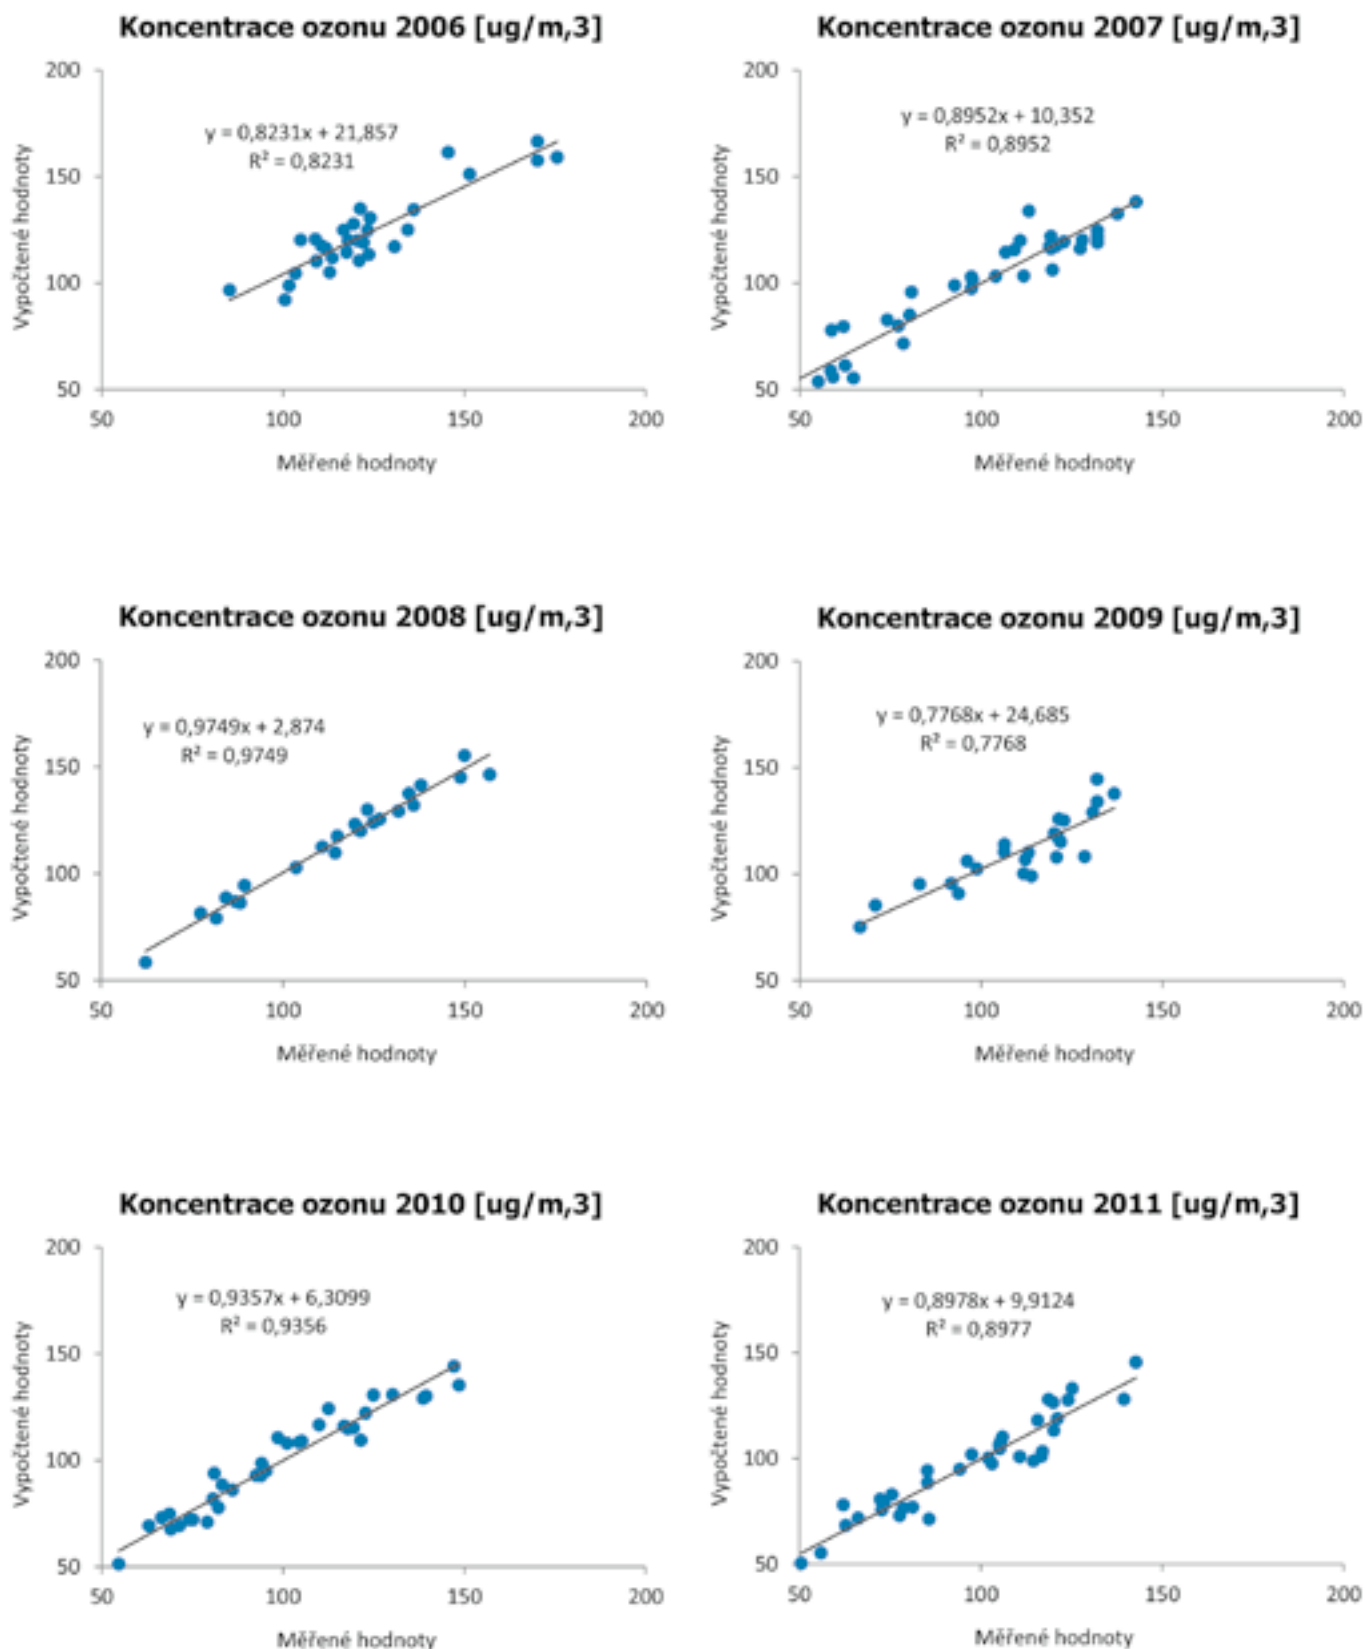 Koncentrace ozonu 2006 [ug/m,3]
200
150
100
50
50 100 150 200
Vypočtené hodnoty
Měřené hodnoty
y = 0,8231x + 21,857
R² = 0,8231
Koncentrace ozonu 2007 [ug/m,3]
200
150
100
50
50 100 150 200
Vypočtené hodnoty
Měřené hodnoty
y = 0,8952x + 10,352
R² = 0,8952
Koncentrace ozonu 2008 [ug/m,3]
200
150
100
50
50 100 150 200
Vypočtené hodnoty
Měřené hodnoty
y = 0,9749x + 2,874
R² = 0,9749
Koncentrace ozonu 2009 [ug/m,3]
200
150
100
50
50 100 150 200
Vypočtené hodnoty
Měřené hodnoty
y = 0,7768x + 24,685
R² = 0,7768
Koncentrace ozonu 2010 [ug/m,3]
200
150
100
50
50 100 150 200
Vypočtené hodnoty
Měřené hodnoty
y = 0,9357x + 6,3099
R² = 0,9356
Koncentrace ozonu 2011 [ug/m,3]
200
150
100
50
50 100 150 200
Vypočtené hodnoty
Měřené hodnoty
y = 0,8978x + 9,9124
R² = 0,8977